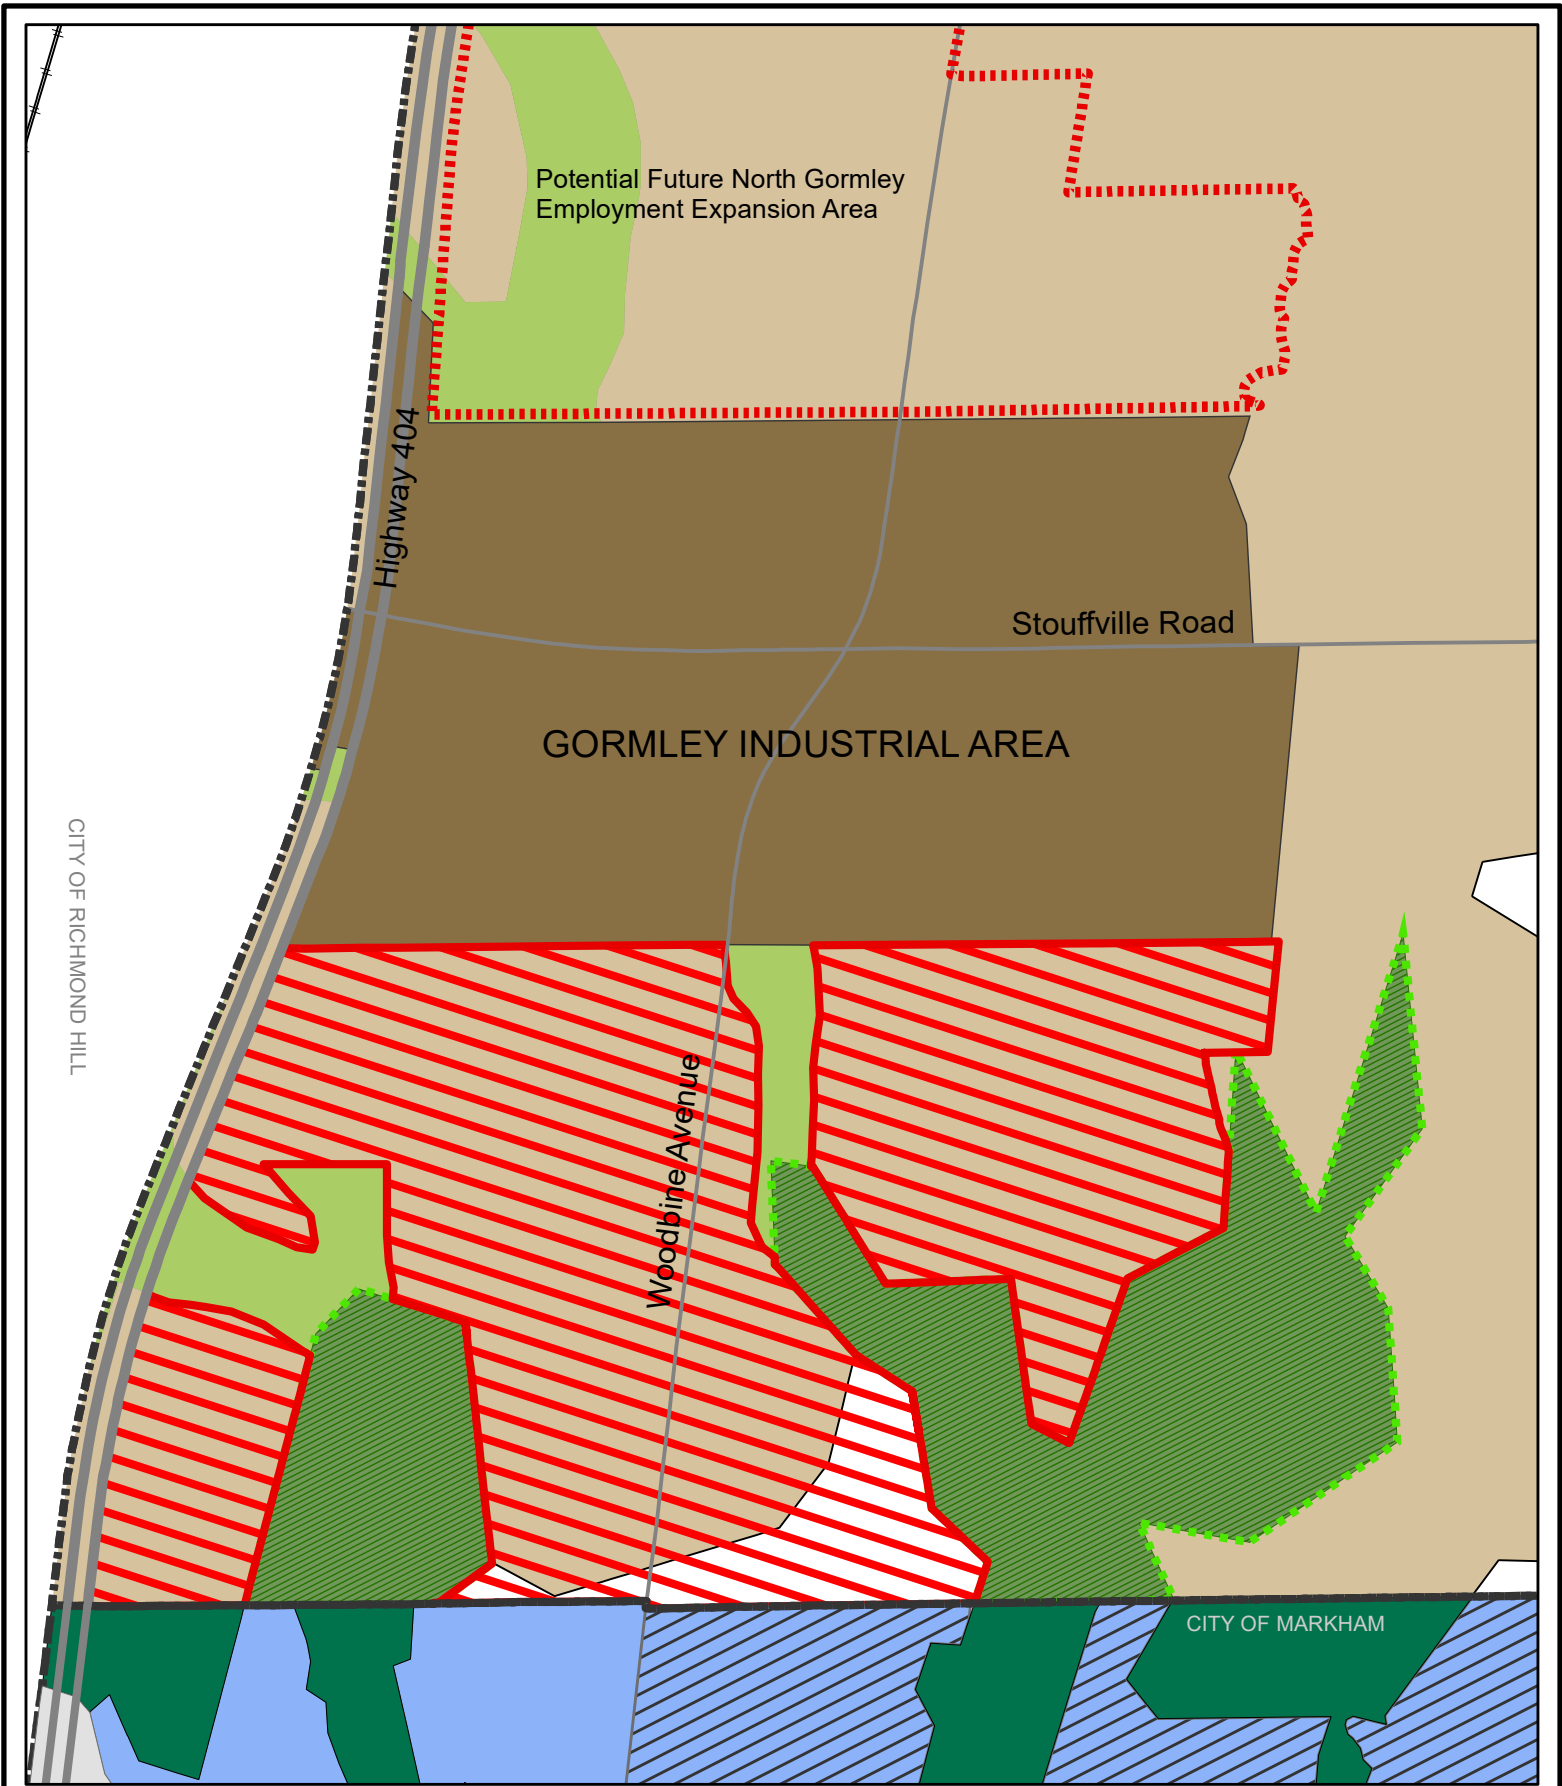 Potential Future North Gormley
Employment Expansion Area
Highway 404
Stouffville Road
GORMLEY INDUSTRIAL AREA
CITY OF RICHMOND HILL
Woodbine Avenue
CITY OF MARKHAM